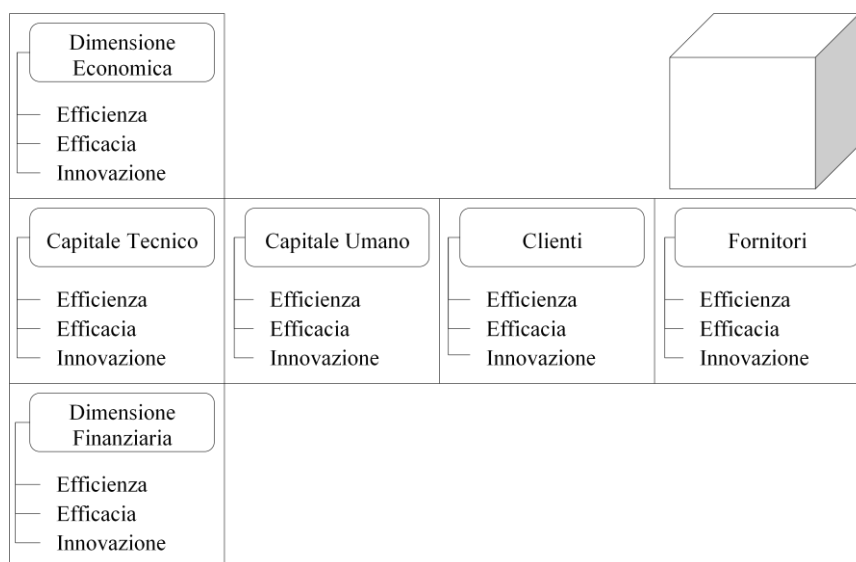 Dimensione
Economica
Efficienza
Efficacia
Innovazione
Capitale Tecnico
Efficienza
Efficacia
Innovazione
Capitale Umano
Efficienza
Efficacia
Innovazione
Clienti
Efficienza
Efficacia
Innovazione
Fornitori
Efficienza
Efficacia
Innovazione
Dimensione
Finanziaria
Efficienza
Efficacia
Innovazione